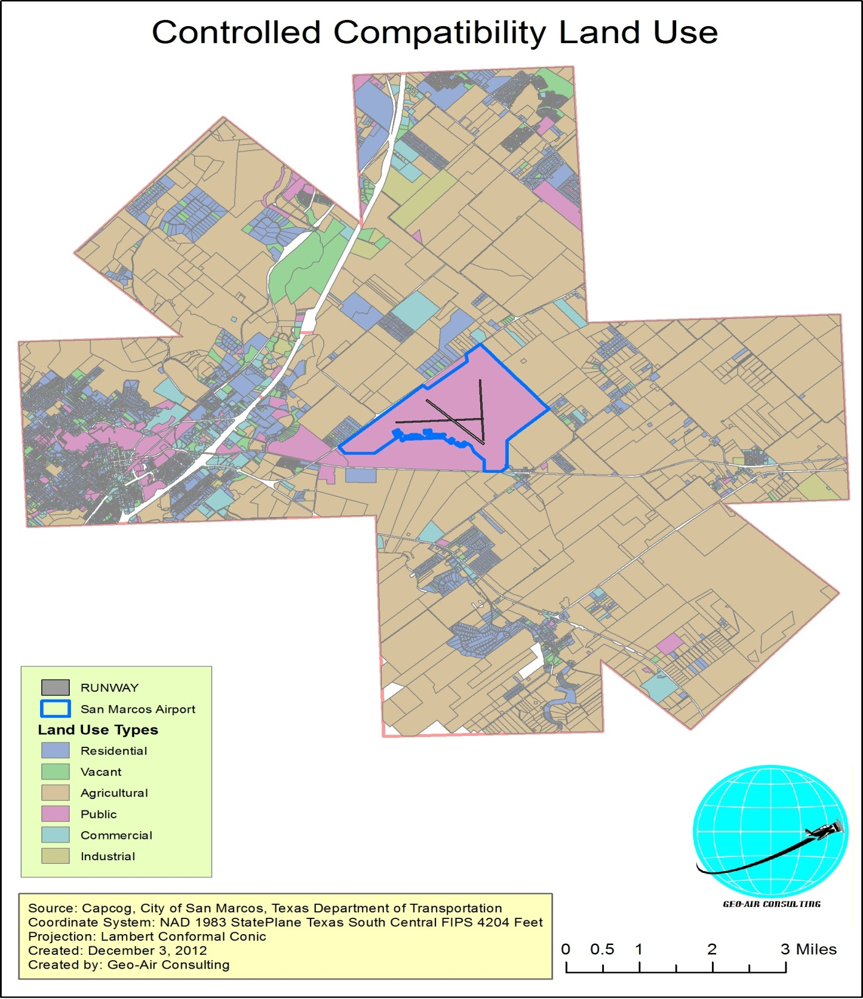 Controlled Compatibility Land Use
RUNWAY
San Marcos Airport
Land Use Types
Residential
Vacant
Agricultural
Public
Commercial
Industrial
GEO-AIR CONSULTING
Source: Capcog, City of San Marcos, Texas Department of Transportation
Coordinate System: NAD 1983 StatePlane Texas South Central FIPS 4204 Feet
Projection: Lambert Conformal Conic
Created: December 3, 2012
Created by: Geo-Air Consulting
0 0.5 1 2 3 Miles